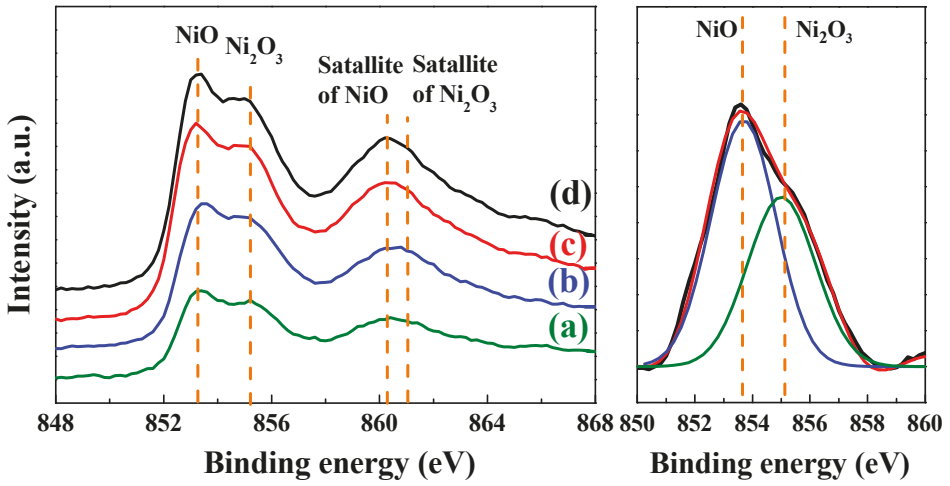 NiO
Ni₂O₃
Satallite
of NiO
Satallite
of Ni₂O₃
(d)
(c)
(b)
(a)
Intensity (a.u.)
848 852 856 860 864 868
Binding energy (eV)
NiO
Ni₂O₃
850 852 854 856 858 860
Binding energy (eV)